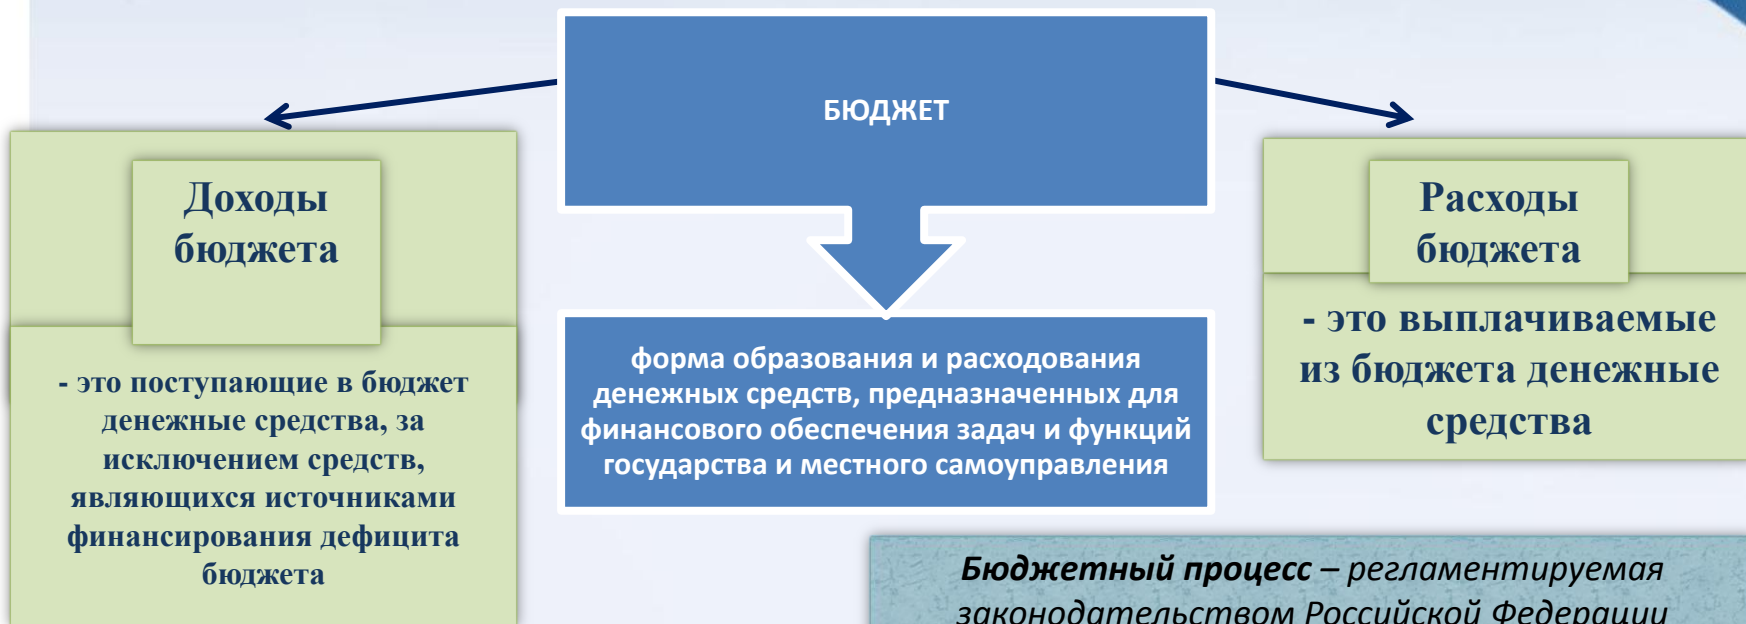 БЮДЖЕТ
Доходы
бюджета
- это поступающие в бюджет
денежные средства, за
исключением средств,
являющихся источниками
финансирования дефицита
бюджета
форма образования и расходования
денежных средств, предназначенных для
финансового обеспечения задач и функций
государства и местного самоуправления
Расходы
бюджета
- это выплачиваемые
из бюджета денежные
средства
Бюджетный процесс – регламентируемая
законодательством Российской Федерации